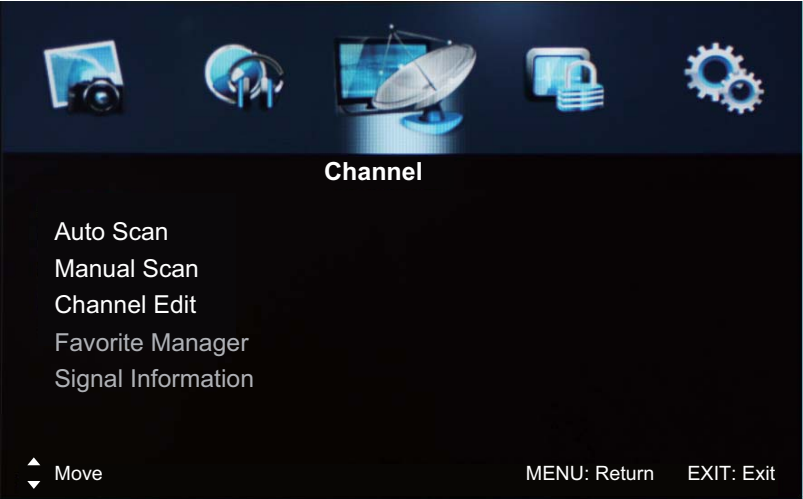 Channel
Auto Scan
Manual Scan
Channel Edit
Favorite Manager
Signal Information
Move MENU: Return EXIT: Exit